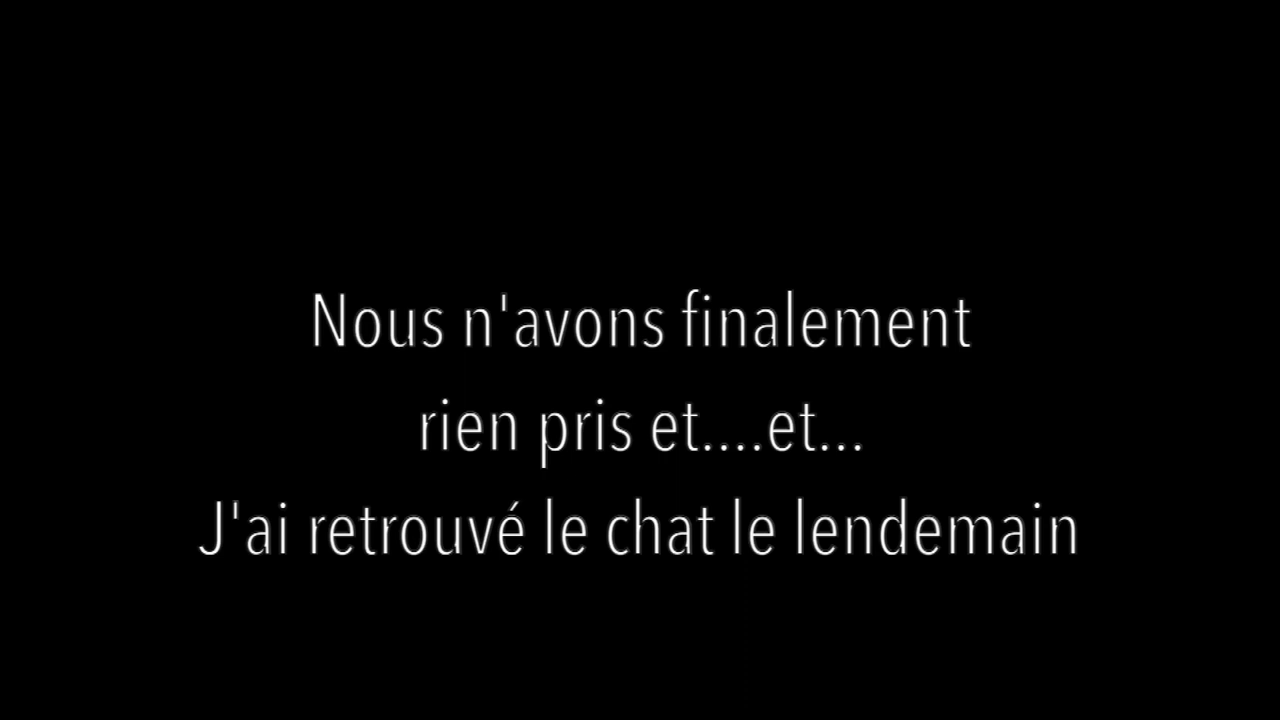 Nous n'avons finalement
rien pris et....et...
J'ai retrouvé le chat le lendemain